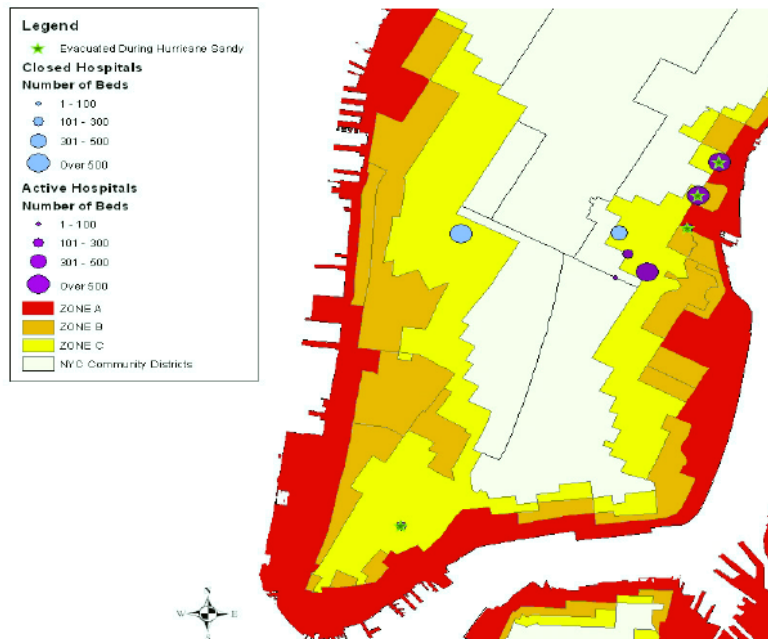 Legend
Evacuated During Hurricane Sandy
Closed Hospitals
Number of Beds
1 - 100
101 - 300
301 - 500
Over 500
Active Hospitals
Number of Beds
1 - 100
101 - 300
301 - 500
Over 500
ZONE A
ZONE B
ZONE C
NYC Community Districts
N
W E
S